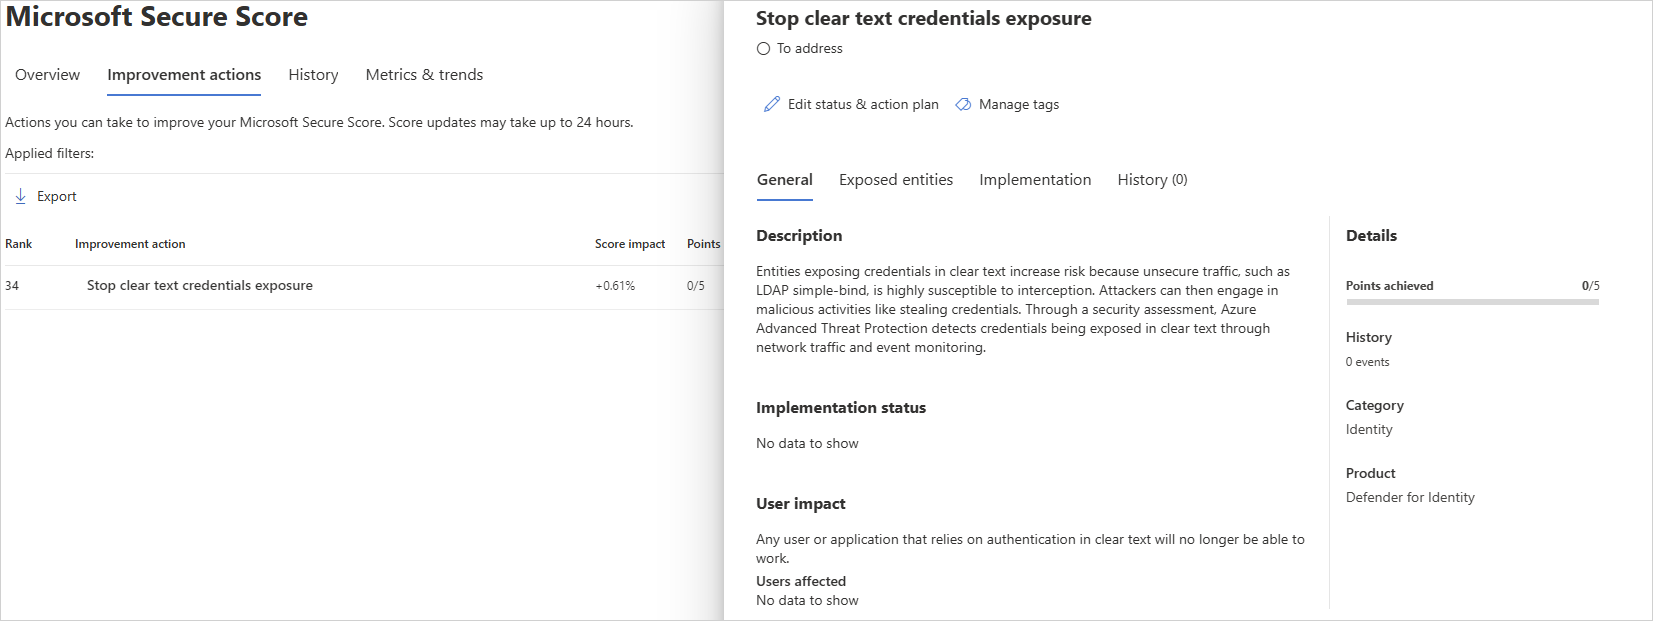 Microsoft Secure Score
Overview
Improvement actions
History
Metrics & trends
Actions you can take to improve your Microsoft Secure Score. Score updates may take up to 24 hours.
Applied filters:
Export
Rank
Improvement action
Score impact
Points
34
Stop clear text credentials exposure
+0.61%
0/5
Stop clear text credentials exposure
To address
Edit status & action plan
Manage tags
General
Exposed entities
Implementation
History (0)
Description
Entities exposing credentials in clear text increase risk because unsecure traffic, such as
LDAP simple-bind, is highly susceptible to interception. Attackers can then engage in
malicious activities like stealing credentials. Through a security assessment, Azure
Advanced Threat Protection detects credentials being exposed in clear text through
network traffic and event monitoring.
Implementation status
No data to show
User impact
Any user or application that relies on authentication in clear text will no longer be able to
work.
Users affected
No data to show
Details
Points achieved
0/5
History
0 events
Category
Identity
Product
Defender for Identity